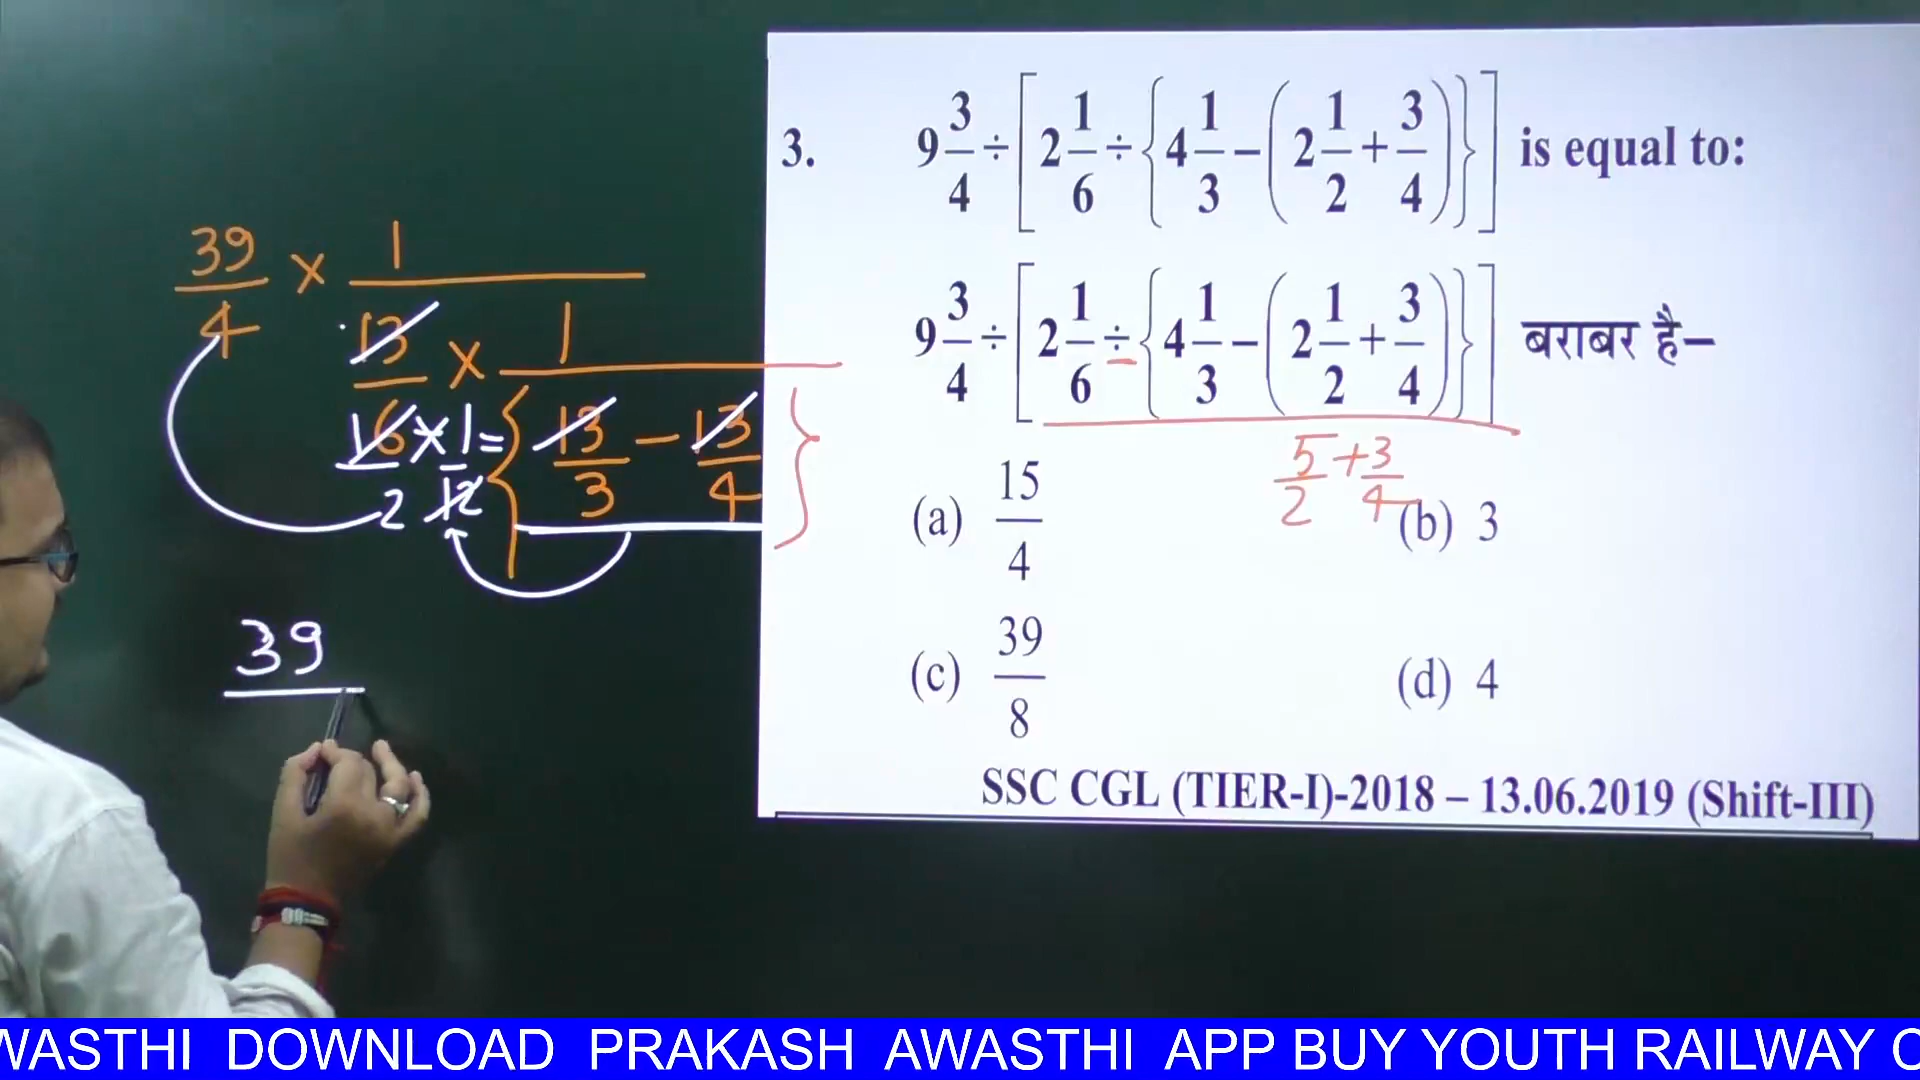 3. 9 3/4 ÷ [2 1/6 ÷ {4 1/3 − (2 1/2 + 3/4)}] is equal to:
9 3/4 ÷ [2 1/6 ÷ {4 1/3 − (2 1/2 + 3/4)}] बराबर है–
5/2 + 3/4
(a) 15/4 (b) 3
(c) 39/8 (d) 4
SSC CGL (TIER-I)-2018 – 13.06.2019 (Shift-III)
39/4 × 1
13 × 1
16 × 1 = { 13/3 − 13/4 }
2 12
39
WASTHI DOWNLOAD PRAKASH AWASTHI APP BUY YOUTH RAILWAY C